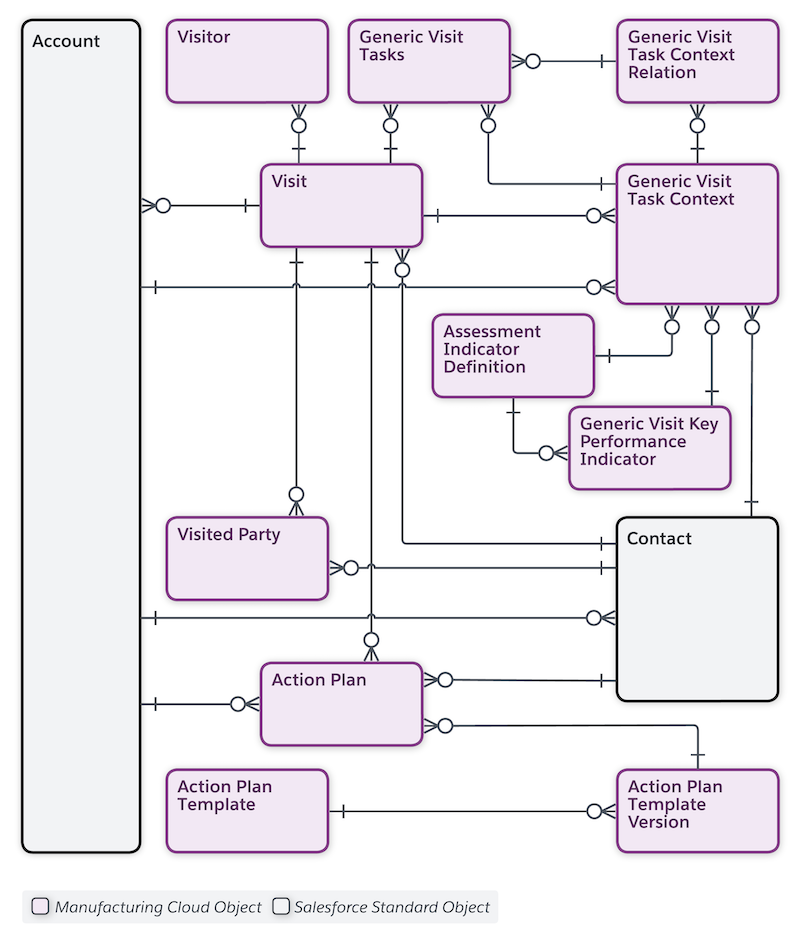 Account
Visitor
Generic Visit
Tasks
Generic Visit
Task Context
Relation
Visit
Generic Visit
Task Context
Assessment
Indicator
Definition
Generic Visit Key
Performance
Indicator
Visited Party
Contact
Action Plan
Action Plan
Template
Action Plan
Template
Version
Manufacturing Cloud Object
Salesforce Standard Object